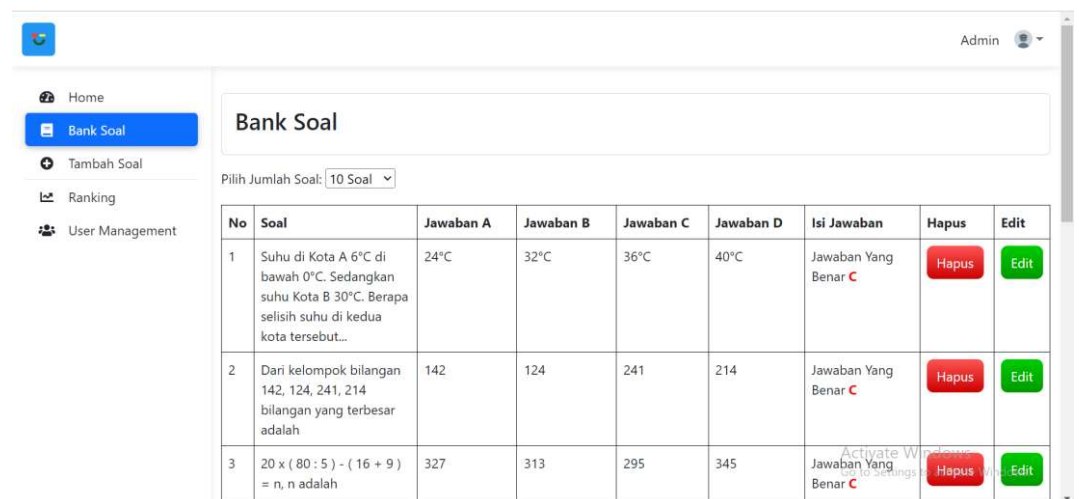 Admin
Home
Bank Soal
Tambah Soal
Ranking
User Management
Bank Soal
Pilih Jumlah Soal: 10 Soal
No Soal Jawaban A Jawaban B Jawaban C Jawaban D Isi Jawaban Hapus Edit
1 Suhu di Kota A 6°C di 24°C 32°C 36°C 40°C Jawaban Yang Hapus Edit
bawah 0°C. Sedangkan Benar C
suhu Kota B 30°C. Berapa
selisih suhu di kedua
kota tersebut...
2 Dari kelompok bilangan 142 124 241 214 Jawaban Yang Hapus Edit
142, 124, 241, 214 Benar C
bilangan yang terbesar
adalah
3 20 x ( 80 : 5 ) - ( 16 + 9 ) 327 313 295 345 Jawaban Yang Hapus Edit
= n, n adalah Benar C
Activate Windows
Go to Settings to